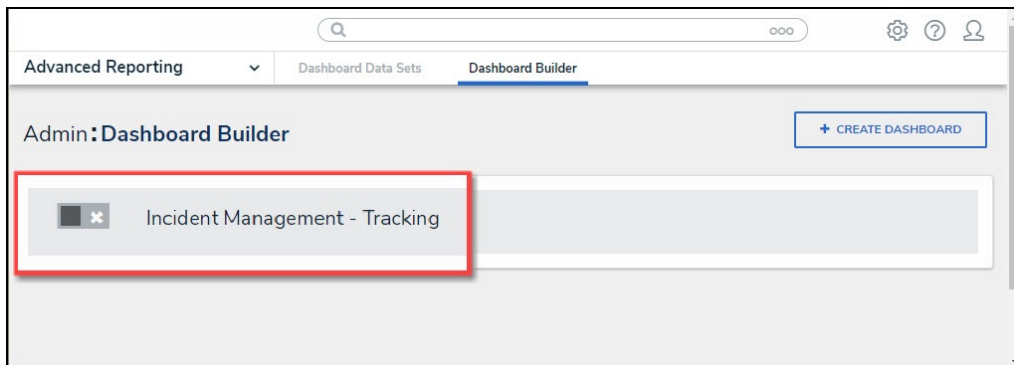 Advanced Reporting
Dashboard Data Sets
Dashboard Builder
Admin:Dashboard Builder
+ CREATE DASHBOARD
Incident Management - Tracking